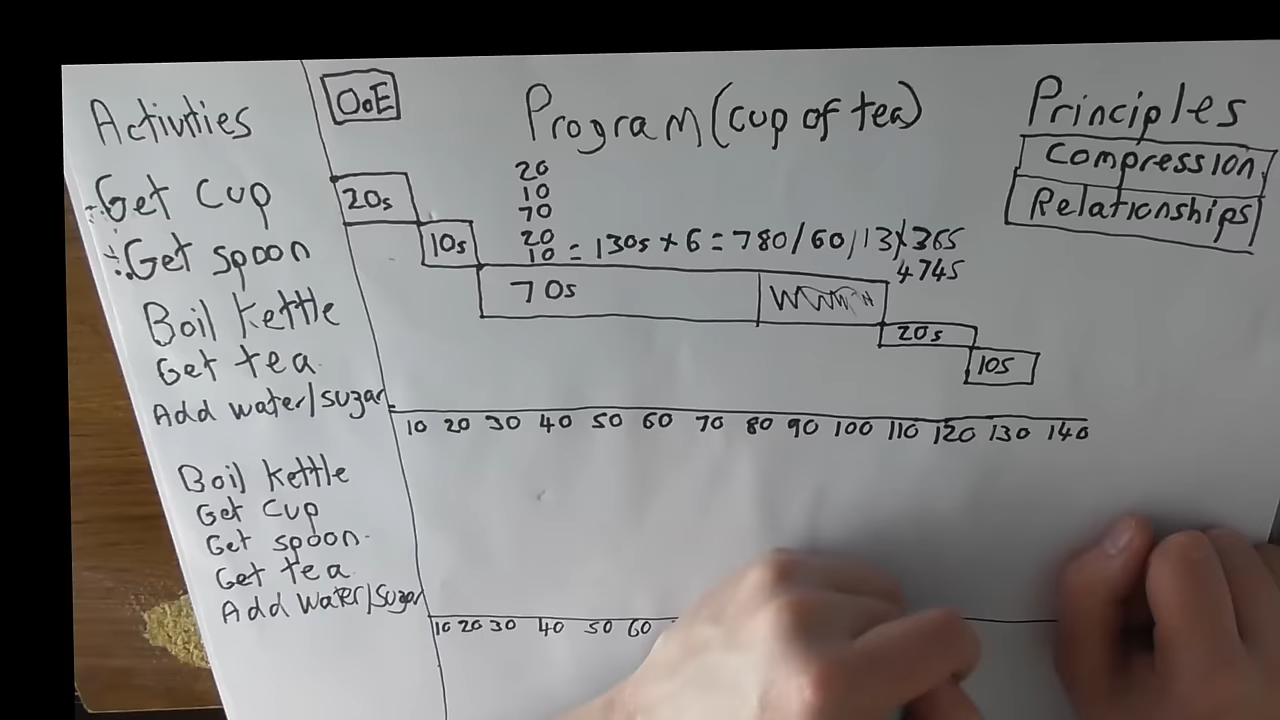 Activities
OoE
Program (cup of tea)
Principles
Compression
Relationships
Get cup
20s
20
10
70
20
10 = 130s × 6 = 780/60,13)×365
4745
Get spoon
10s
Boil Kettle
70s
Get tea
20s
Add water/sugar
10s
10 20 30 40 50 60 70 80 90 100 110 120 130 140
Boil Kettle
Get Cup
Get spoon
Get tea
Add Water/Sugar
10 20 30 40 50 60